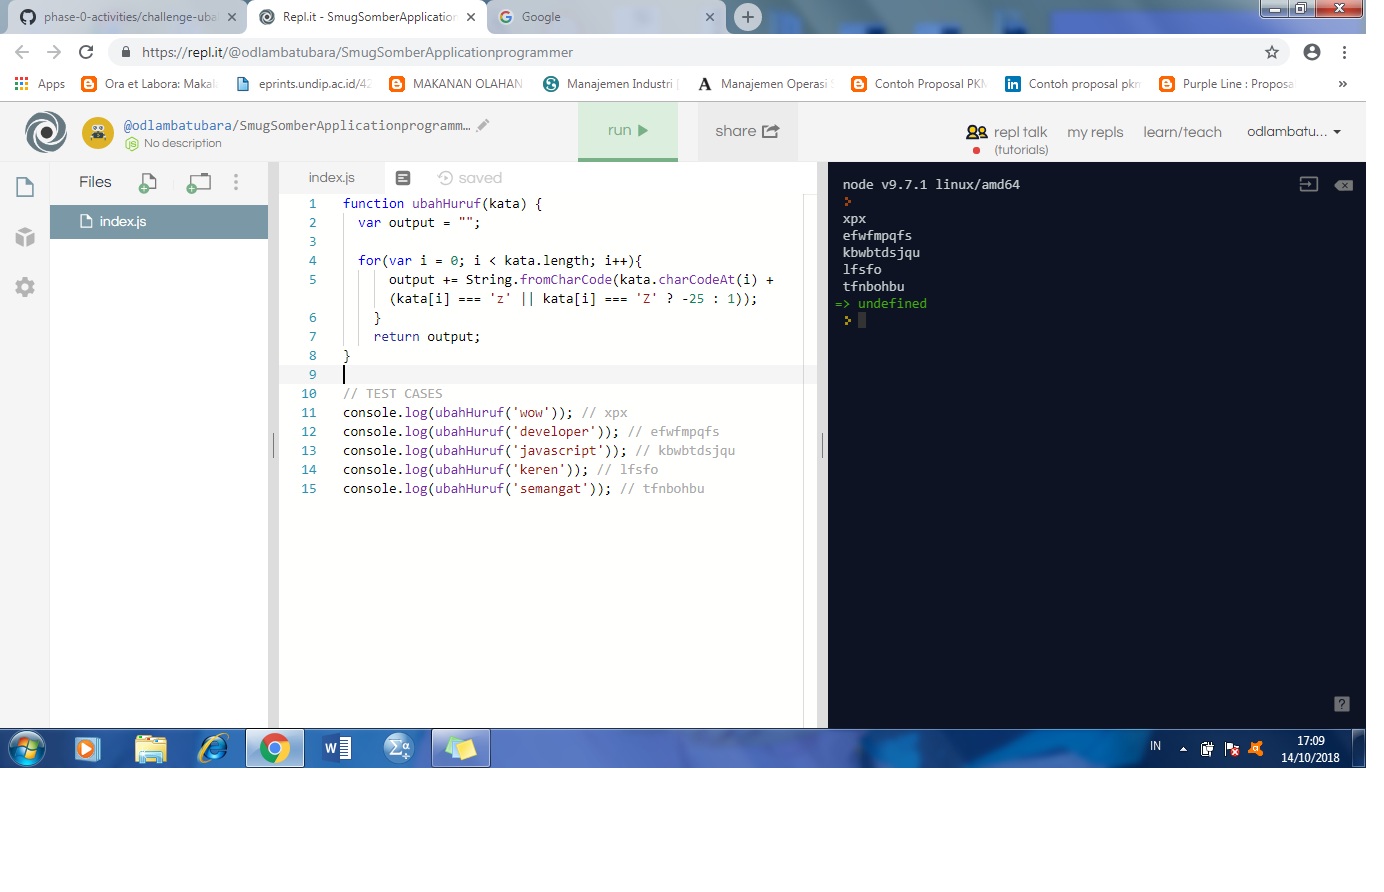 phase-0-activities/challenge-uba
Repl.it - SmugSomberApplication
Google
https://repl.it/@odlambatubara/SmugSomberApplicationprogrammer
Apps
Ora et Labora: Makal
eprints.undip.ac.id/42
MAKANAN OLAHAN
Manajemen Industri |
Manajemen Operasi
Contoh Proposal PKM
Contoh proposal pkm
Purple Line : Proposa
»
@odlambatubara/SmugSomberApplicationprogramm...
No description
run
share
repl talk
(tutorials)
my repls
learn/teach
odlambatu...
Files
index.js
index.js
saved
1 function ubahHuruf(kata) {
2 var output = "";
3
4 for(var i = 0; i < kata.length; i++){
5 output += String.fromCharCode(kata.charCodeAt(i) +
(kata[i] === 'z' || kata[i] === 'Z' ? -25 : 1));
6 }
7 return output;
8 }
9
10 // TEST CASES
11 console.log(ubahHuruf('wow')); // xpx
12 console.log(ubahHuruf('developer')); // efwfmpqfs
13 console.log(ubahHuruf('javascript')); // kbwbtdsjqu
14 console.log(ubahHuruf('keren')); // lfsfo
15 console.log(ubahHuruf('semangat')); // tfnbohbu
node v9.7.1 linux/amd64
xpx
efwfmpqfs
kbwbtdsjqu
lfsfo
tfnbohbu
=> undefined
?
IN
17:09
14/10/2018